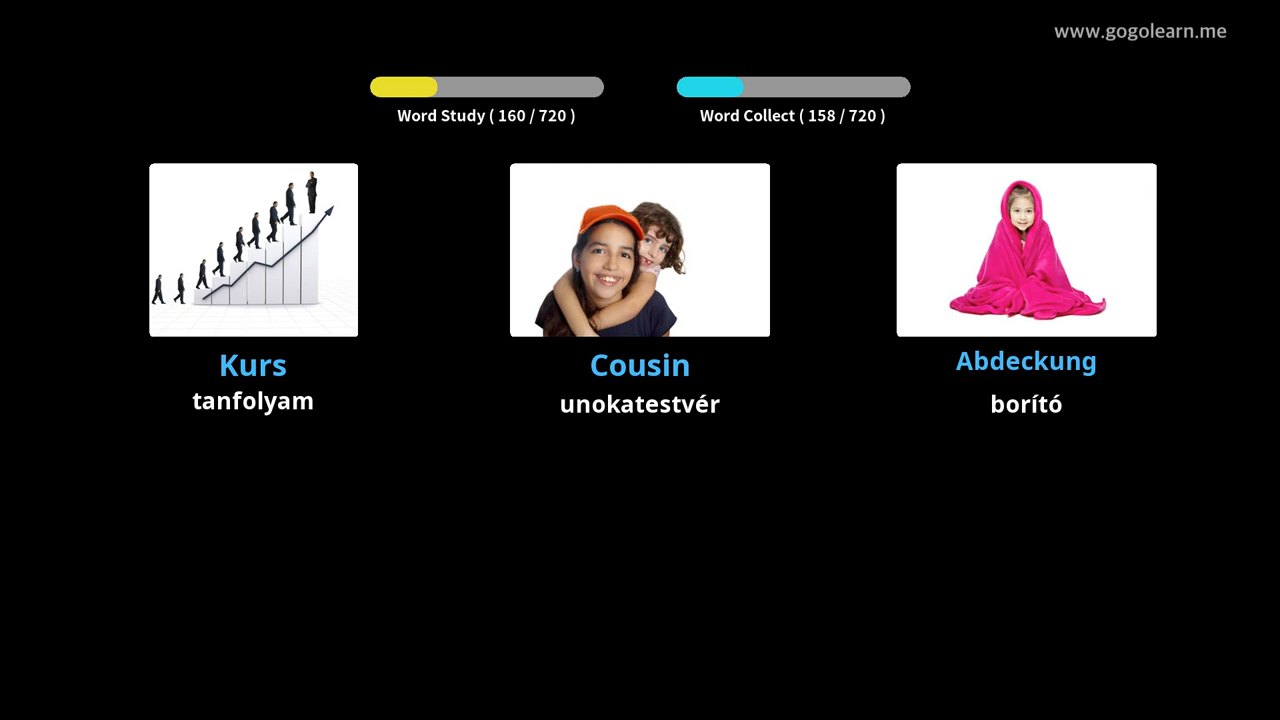 www.gogolearn.me
Word Study ( 160 / 720 )
Word Collect ( 158 / 720 )
Kurs
tanfolyam
Cousin
unokatestvér
Abdeckung
borító